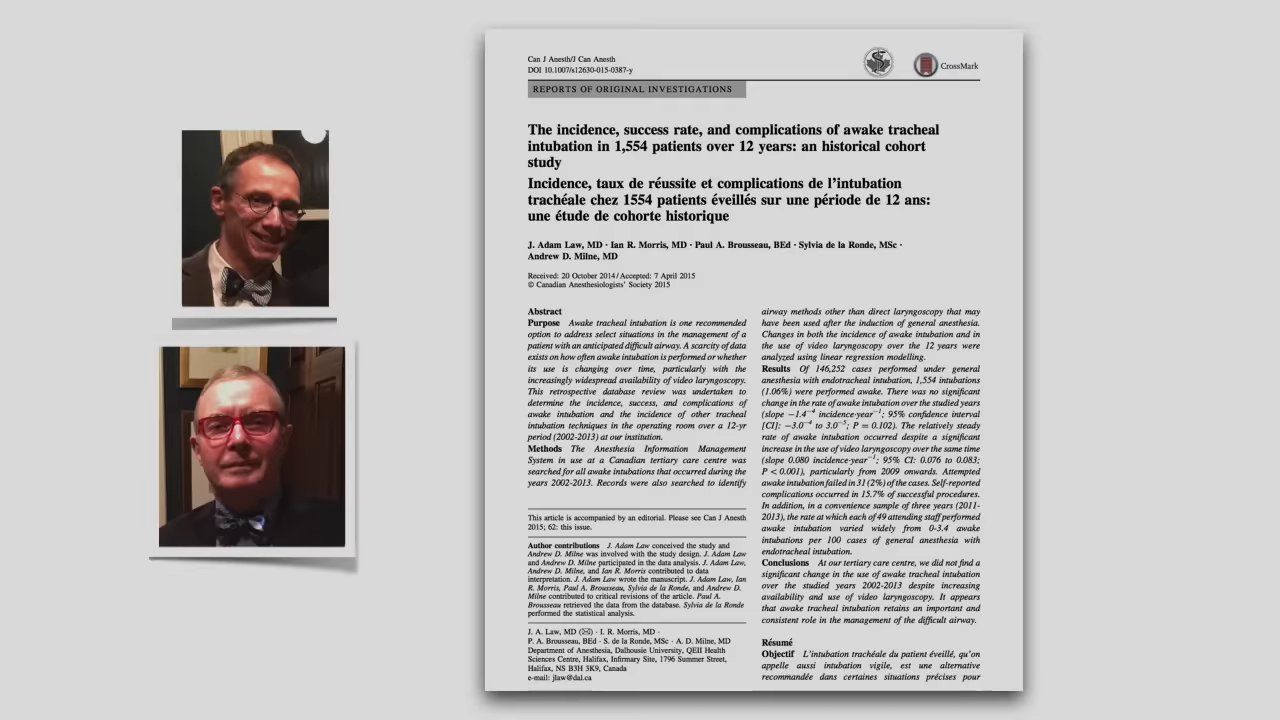 Can J Anesth/J Can Anesth
DOI 10.1007/s12630-015-0387-y
CrossMark
REPORTS OF ORIGINAL INVESTIGATIONS
The incidence, success rate, and complications of awake tracheal
intubation in 1,554 patients over 12 years: an historical cohort
study
Incidence, taux de réussite et complications de l'intubation
trachéale chez 1554 patients éveillés sur une période de 12 ans:
une étude de cohorte historique
J. Adam Law, MD · Ian R. Morris, MD · Paul A. Brousseau, BEd · Sylvia de la Ronde, MSc ·
Andrew D. Milne, MD
Received: 20 October 2014 / Accepted: 7 April 2015
© Canadian Anesthesiologists' Society 2015
Abstract
Purpose Awake tracheal intubation is one recommended
option to address select situations in the management of a
patient with an anticipated difficult airway. A scarcity of data
exists on how often awake intubation is performed or whether
its use is changing over time, particularly with the
increasingly widespread availability of video laryngoscopy.
This retrospective database review was undertaken to
determine the incidence, success, and complications of
awake intubation and the incidence of other tracheal
intubation techniques in the operating room over a 12-yr
period (2002-2013) at our institution.
Methods The Anesthesia Information Management
System in use at a Canadian tertiary care centre was
searched for all awake intubations that occurred during the
years 2002-2013. Records were also searched to identify
This article is accompanied by an editorial. Please see Can J Anesth
2015; 62: this issue.
Author contributions J. Adam Law conceived the study and
Andrew D. Milne was involved with the study design. J. Adam Law
and Andrew D. Milne participated in the data analysis. J. Adam Law,
Andrew D. Milne, and Ian R. Morris contributed to data
interpretation. J. Adam Law wrote the manuscript. J. Adam Law, Ian
R. Morris, Paul A. Brousseau, Sylvia de la Ronde, and Andrew D.
Milne contributed to critical revisions of the article. Paul A.
Brousseau retrieved the data from the database. Sylvia de la Ronde
performed the statistical analysis.
J. A. Law, MD (✉) · I. R. Morris, MD ·
P. A. Brousseau, BEd · S. de la Ronde, MSc · A. D. Milne, MD
Department of Anesthesia, Dalhousie University, QEII Health
Sciences Centre, Halifax, Infirmary Site, 1796 Summer Street,
Halifax, NS B3H 3K9, Canada
e-mail: jlaw@dal.ca
airway methods other than direct laryngoscopy that may
have been used after the induction of general anesthesia.
Changes in both the incidence of awake intubation and in
the use of video laryngoscopy over the 12 years were
analyzed using linear regression modelling.
Results Of 146,252 cases performed under general
anesthesia with endotracheal intubation, 1,554 intubations
(1.06%) were performed awake. There was no significant
change in the rate of awake intubation over the studied years
(slope −1.4⁻⁴ incidence·year⁻¹; 95% confidence interval
[CI]: −3.0⁻⁴ to 3.0⁻⁵; P = 0.102). The relatively steady
rate of awake intubation occurred despite a significant
increase in the use of video laryngoscopy over the same time
(slope 0.080 incidence·year⁻¹; 95% CI: 0.076 to 0.083;
P < 0.001), particularly from 2009 onwards. Attempted
awake intubation failed in 31 (2%) of the cases. Self-reported
complications occurred in 15.7% of successful procedures.
In addition, in a convenience sample of three years (2011-
2013), the rate at which each of 49 attending staff performed
awake intubation varied widely from 0-3.4 awake
intubations per 100 cases of general anesthesia with
endotracheal intubation.
Conclusions At our tertiary care centre, we did not find a
significant change in the use of awake tracheal intubation
over the studied years 2002-2013 despite increasing
availability and use of video laryngoscopy. It appears
that awake tracheal intubation retains an important and
consistent role in the management of the difficult airway.
Résumé
Objectif L'intubation trachéale du patient éveillé, qu'on
appelle aussi intubation vigile, est une alternative
recommandée dans certaines situations précises pour